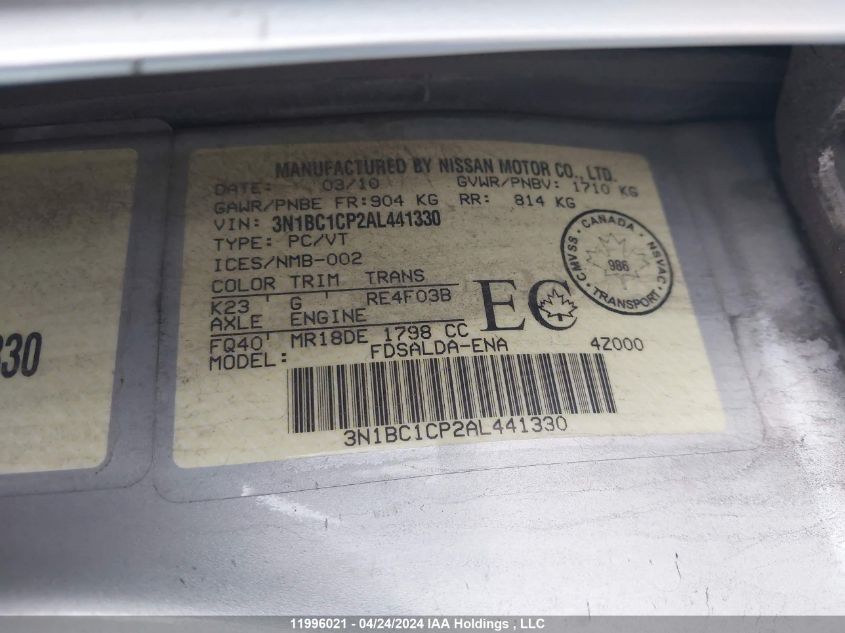 MANUFACTURED BY NISSAN MOTOR CO., LTD.
DATE: 03/10 GVWR/PNBV: 1710 KG
GAWR/PNBE FR: 904 KG RR: 814 KG
VIN: 3N1BC1CP2AL441330
TYPE: PC/VT
ICES/NMB-002
COLOR TRIM TRANS
K23 ' G ' RE4F03B
AXLE ENGINE
FQ40' MR18DE 1798 CC
MODEL: FDSALDA-ENA 4Z000
EC
CANADA
CMVSS NSVAC
986
TRANSPORT
3N1BC1CP2AL441330
330
11996021 - 04/24/2024 IAA Holdings , LLC